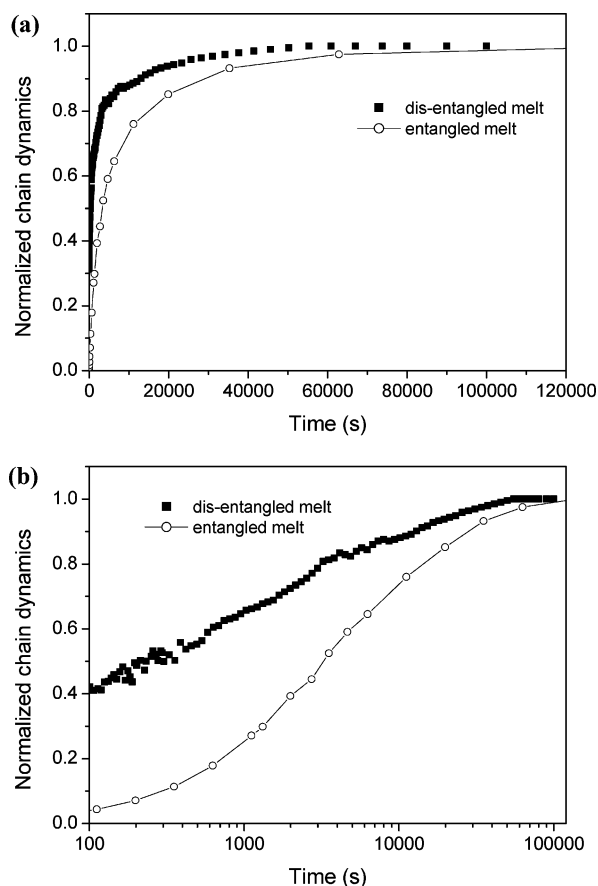 (a)
1.0
0.8
0.6
0.4
0.2
0.0
Normalized chain dynamics
dis-entangled melt
entangled melt
0 20000 40000 60000 80000 100000 120000
Time (s)
(b)
1.0
0.8
0.6
0.4
0.2
0.0
Normalized chain dynamics
dis-entangled melt
entangled melt
100 1000 10000 100000
Time (s)